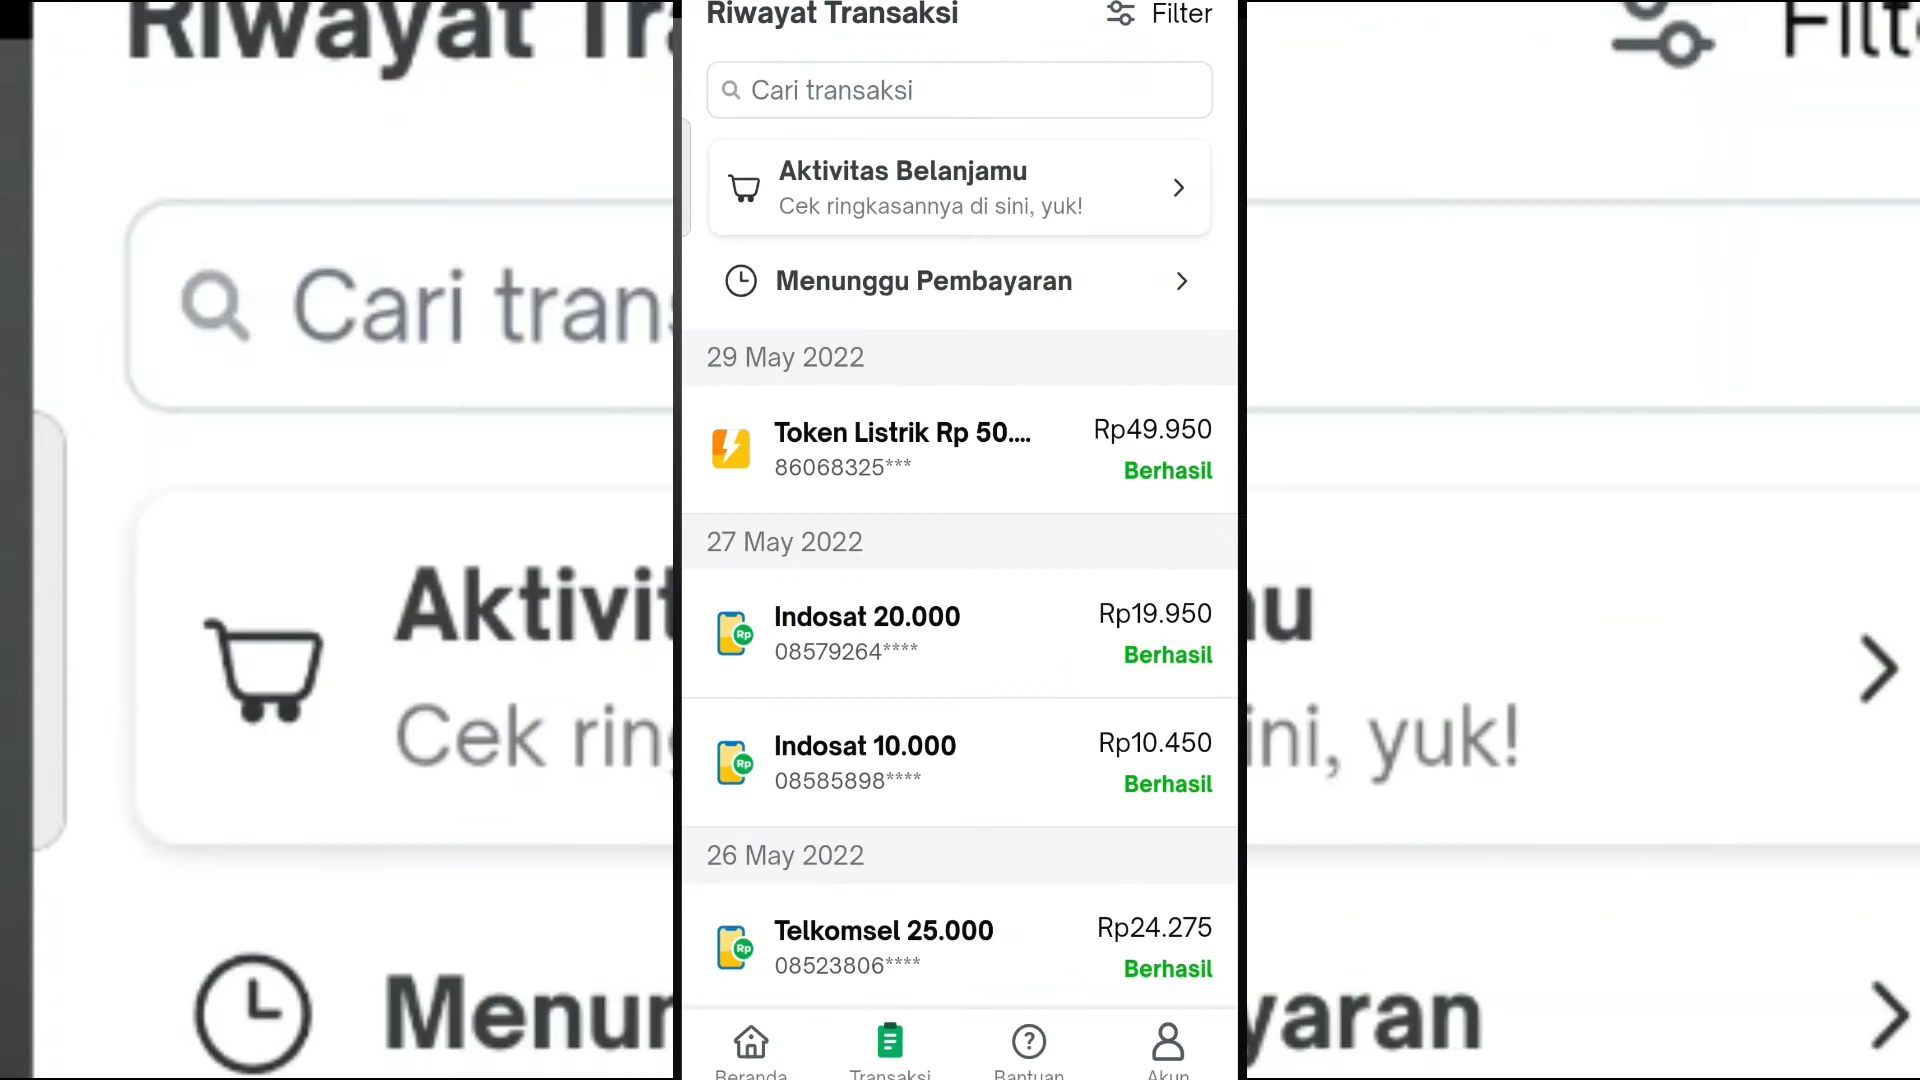 Riwayat Transaksi
Filter
Cari transaksi
Aktivitas Belanjamu
Cek ringkasannya di sini, yuk!
Menunggu Pembayaran
29 May 2022
Token Listrik Rp 50.... Rp49.950
86068325*** Berhasil
27 May 2022
Indosat 20.000 Rp19.950
08579264**** Berhasil
Indosat 10.000 Rp10.450
08585898**** Berhasil
26 May 2022
Telkomsel 25.000 Rp24.275
08523806**** Berhasil
Beranda Transaksi Bantuan Akun